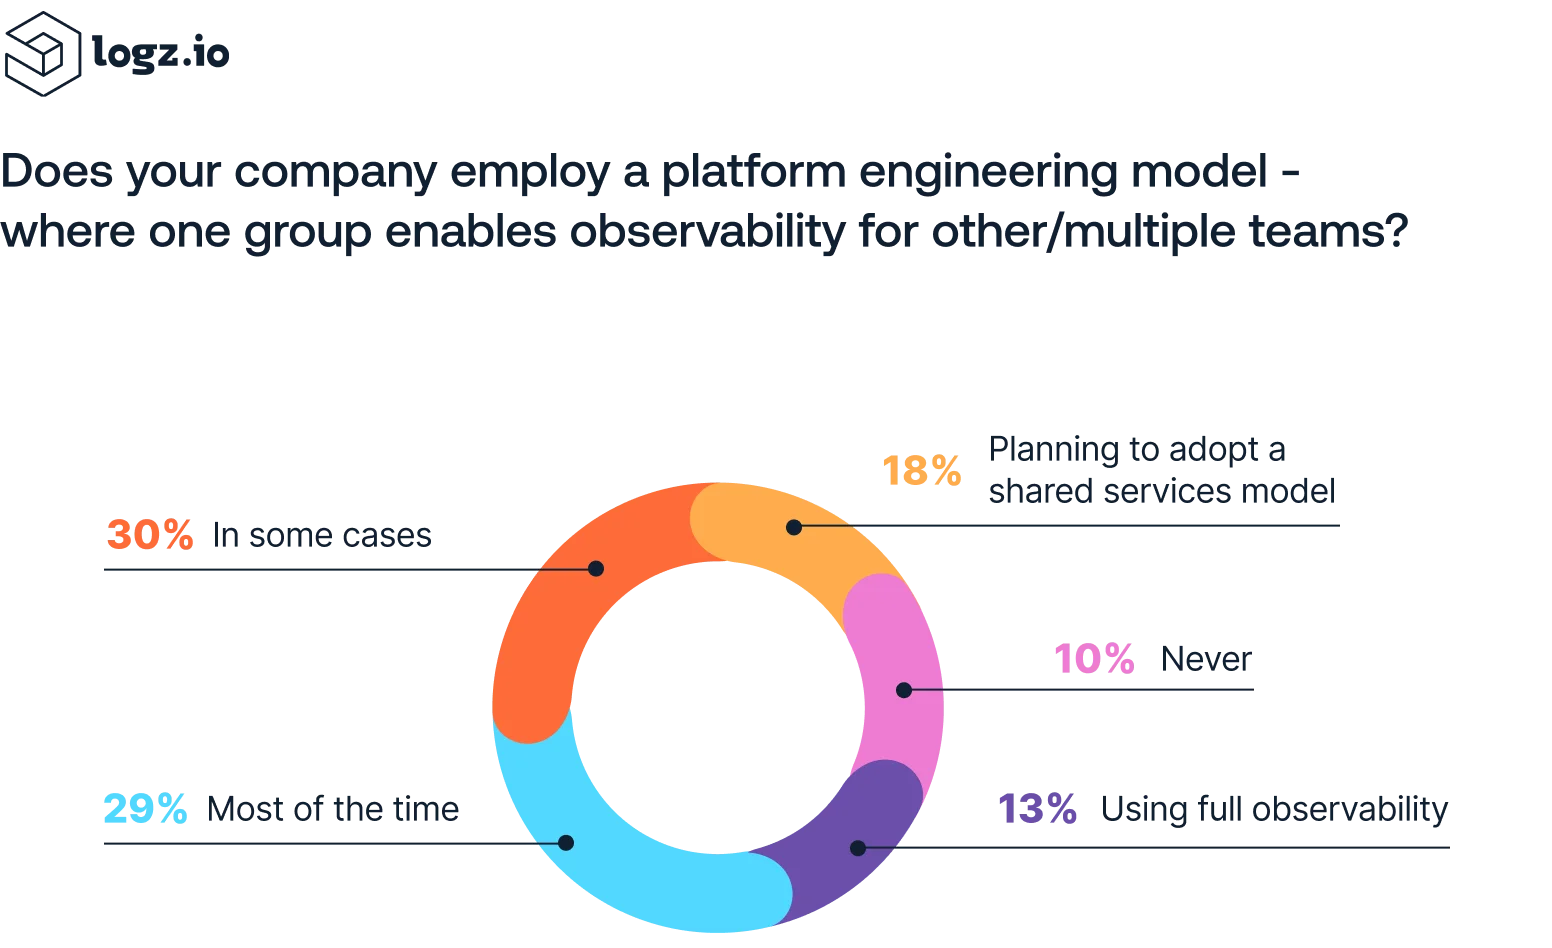 logz.io
Does your company employ a platform engineering model -
where one group enables observability for other/multiple teams?
18% Planning to adopt a
shared services model
30% In some cases
10% Never
29% Most of the time
13% Using full observability